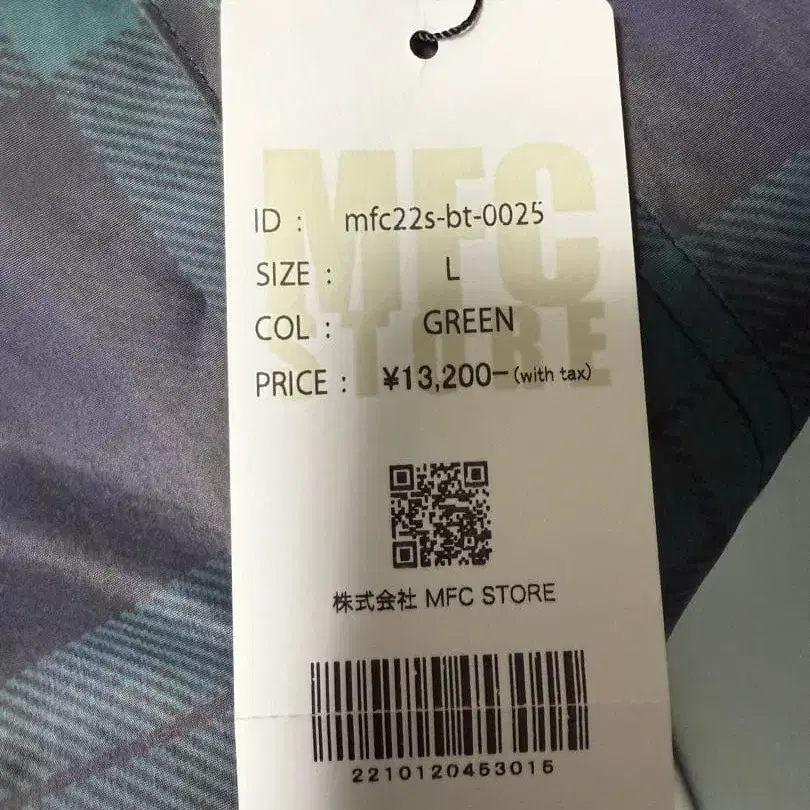 MFC
STORE
ID : mfc22s-bt-0025
SIZE : L
COL : GREEN
PRICE : ¥13,200− (with tax)
株式会社 MFC STORE
2210120453015